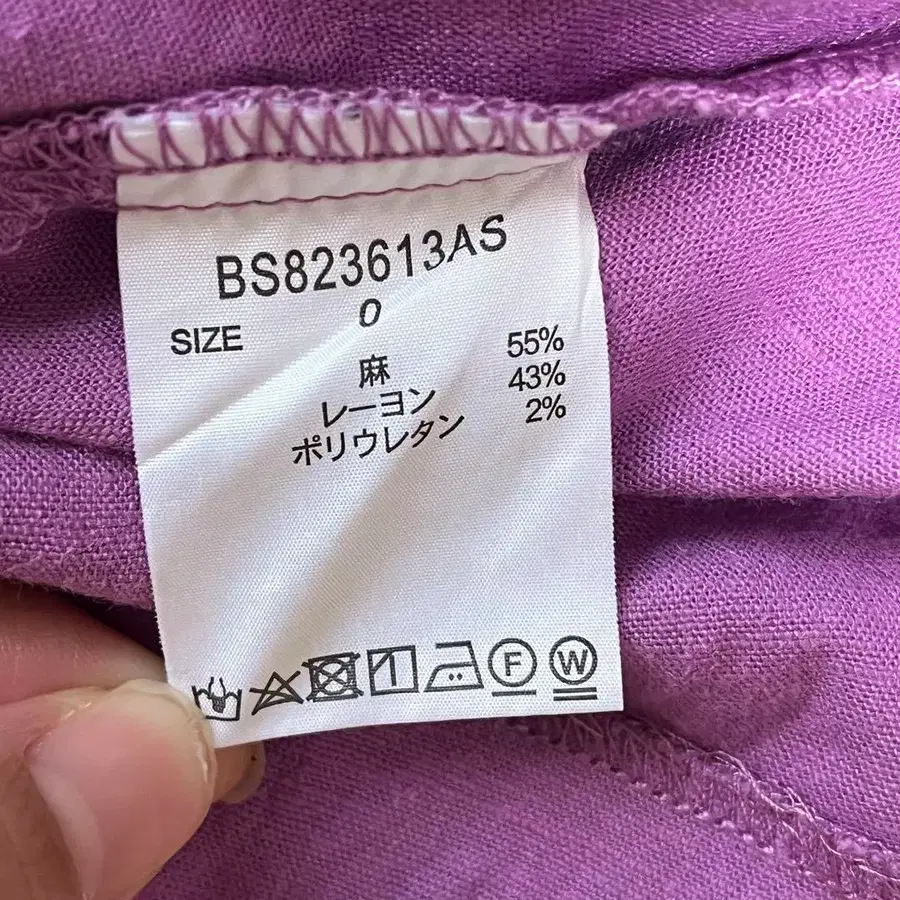 BS823613AS
SIZE 0
麻 55%
レーヨン 43%
ポリウレタン 2%
F W